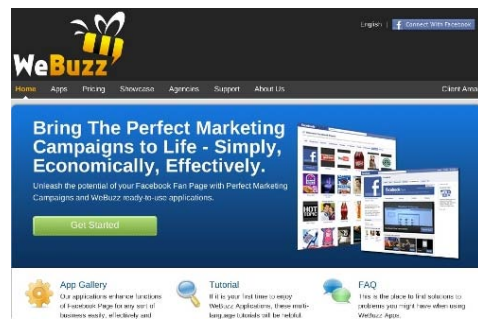 English | Connect With Facebook
WeBuzz
Home Apps Pricing Showcase Agencies Support About Us Client Area
Bring The Perfect Marketing
Campaigns to Life - Simply,
Economically, Effectively.
Unleash the potential of your Facebook Fan Page with Perfect Marketing
Campaigns and WeBuzz ready-to-use applications.
Get Started
HOT TOPIC
facebook
App Gallery
Our applications enhance functions
of Facebook Page for any sort of
business easily, effectively and
Tutorial
If it is your first time to enjoy
WeBuzz Applications, these multi-
language tutorials will be helpful.
FAQ
This is the place to find solutions to
problems you might have when using
WeBuzz Apps.